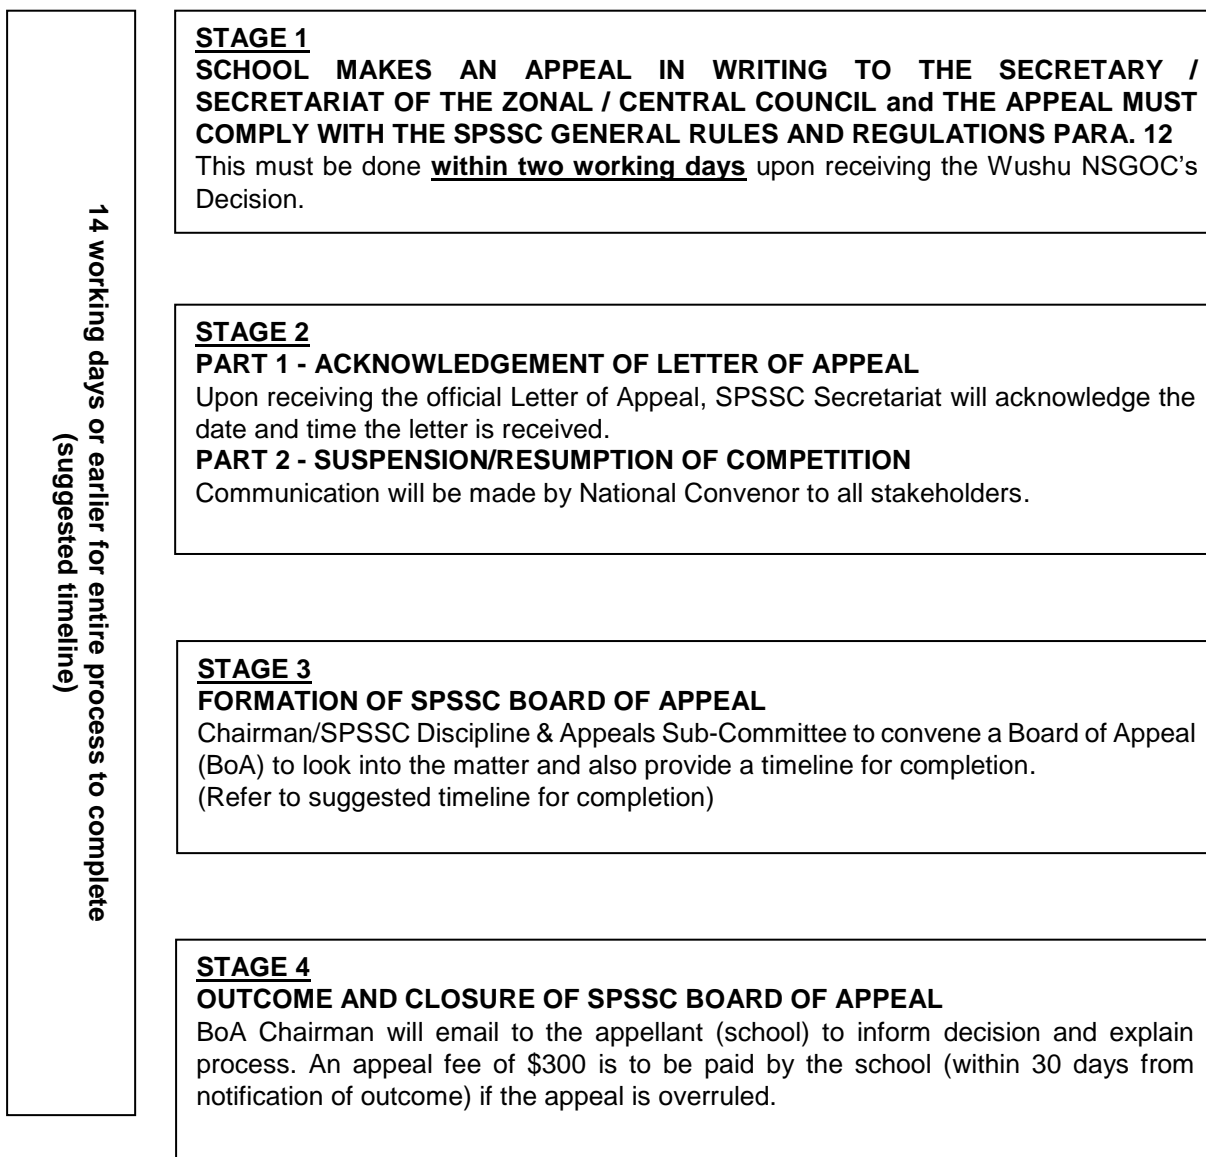 14 working days or earlier for entire process to complete
(suggested timeline)
STAGE 1
SCHOOL MAKES AN APPEAL IN WRITING TO THE SECRETARY /
SECRETARIAT OF THE ZONAL / CENTRAL COUNCIL and THE APPEAL MUST
COMPLY WITH THE SPSSC GENERAL RULES AND REGULATIONS PARA. 12
This must be done within two working days upon receiving the Wushu NSGOC's
Decision.
STAGE 2
PART 1 - ACKNOWLEDGEMENT OF LETTER OF APPEAL
Upon receiving the official Letter of Appeal, SPSSC Secretariat will acknowledge the
date and time the letter is received.
PART 2 - SUSPENSION/RESUMPTION OF COMPETITION
Communication will be made by National Convenor to all stakeholders.
STAGE 3
FORMATION OF SPSSC BOARD OF APPEAL
Chairman/SPSSC Discipline & Appeals Sub-Committee to convene a Board of Appeal
(BoA) to look into the matter and also provide a timeline for completion.
(Refer to suggested timeline for completion)
STAGE 4
OUTCOME AND CLOSURE OF SPSSC BOARD OF APPEAL
BoA Chairman will email to the appellant (school) to inform decision and explain
process. An appeal fee of $300 is to be paid by the school (within 30 days from
notification of outcome) if the appeal is overruled.